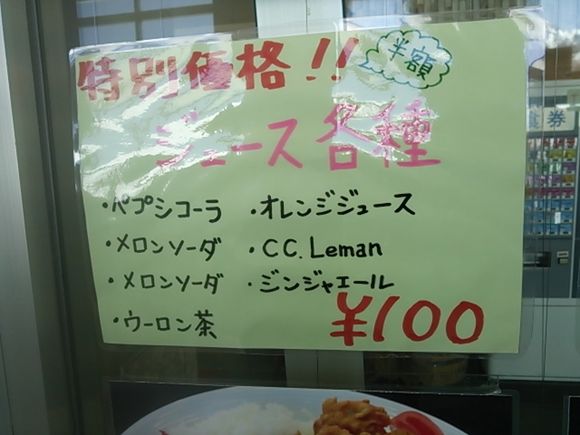 特別価格!!
半額
ジュース各種
・ペプシコーラ ・オレンジジュース
・メロンソーダ ・C.C. Leman
・メロンソーダ ・ジンジャエール
・ウーロン茶
¥100
食券